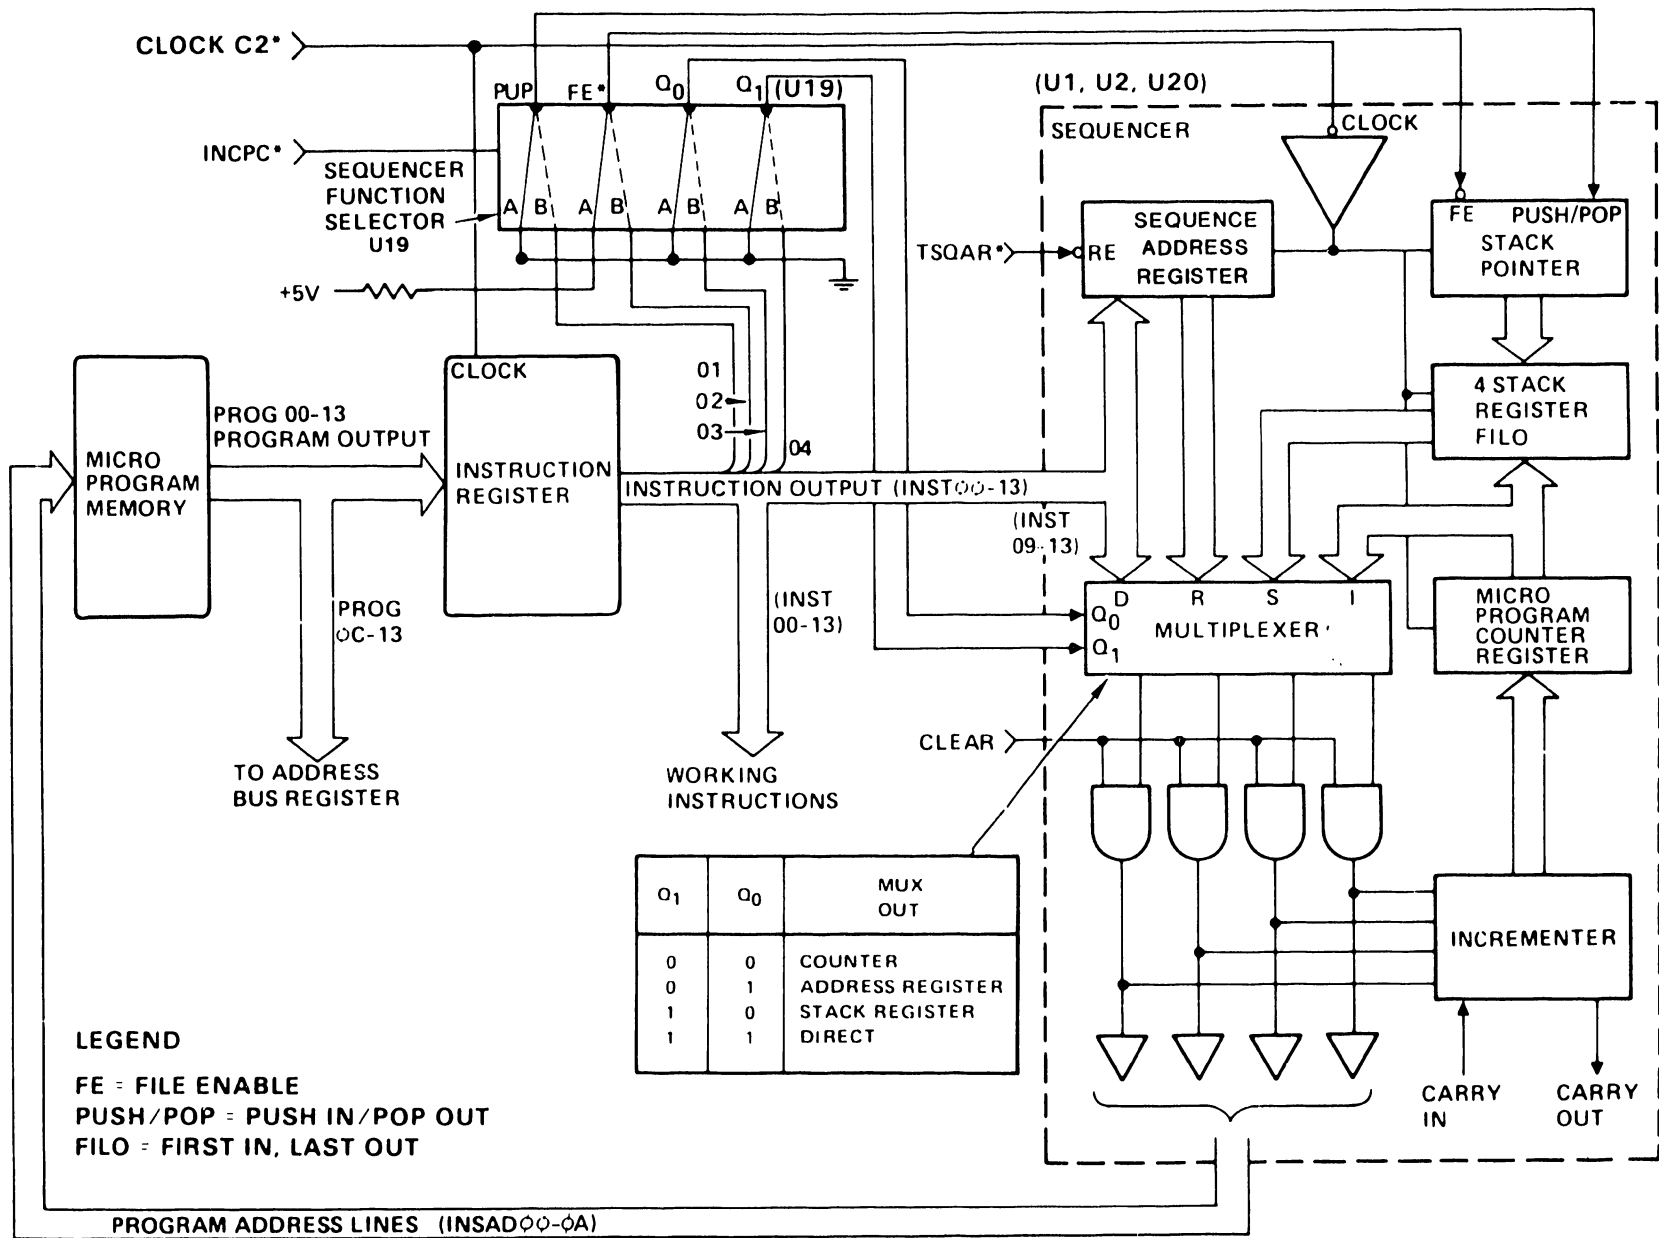 CLOCK C2*
PUP
FE*
Q0
Q1
(U19)
(U1, U2, U20)
SEQUENCER
CLOCK
INCPC*
SEQUENCER
FUNCTION
SELECTOR
U19
A B
A B
A B
A B
TSQAR*
RE
SEQUENCE
ADDRESS
REGISTER
FE
PUSH/POP
STACK
POINTER
+5V
CLOCK
INSTRUCTION
REGISTER
01
02
03
04
4 STACK
REGISTER
FILO
PROG 00-13
PROGRAM OUTPUT
MICRO
PROGRAM
MEMORY
INSTRUCTION OUTPUT (INST∅∅-13)
(INST
09-13)
D
R
S
I
Q0
Q1
MULTIPLEXER
MICRO
PROGRAM
COUNTER
REGISTER
PROG
∅C-13
(INST
00-13)
CLEAR
TO ADDRESS
BUS REGISTER
WORKING
INSTRUCTIONS
Q1 Q0 MUX
OUT
0 0 COUNTER
0 1 ADDRESS REGISTER
1 0 STACK REGISTER
1 1 DIRECT
INCREMENTER
CARRY
IN
CARRY
OUT
LEGEND
FE = FILE ENABLE
PUSH/POP = PUSH IN/POP OUT
FILO = FIRST IN, LAST OUT
PROGRAM ADDRESS LINES (INSAD∅∅-∅A)